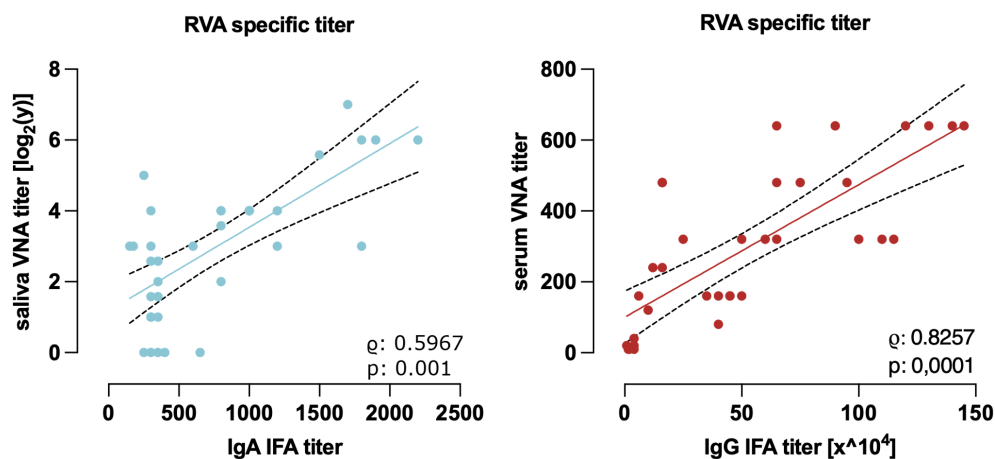 RVA specific titer
saliva VNA titer [log2(y)]
8
6
4
2
0
ϱ: 0.5967
p: 0.001
0 500 1000 1500 2000 2500
IgA IFA titer
RVA specific titer
serum VNA titer
800
600
400
200
0
ϱ: 0.8257
p: 0,0001
0 50 100 150
IgG IFA titer [x^10⁴]